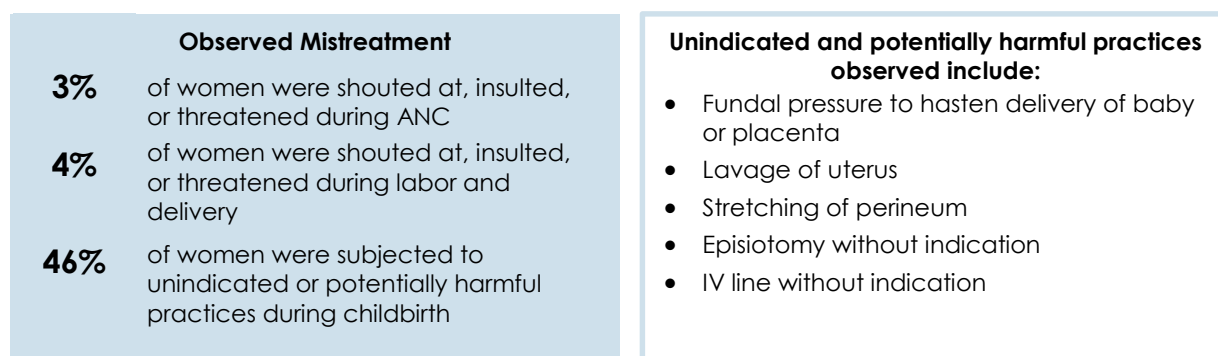 Observed Mistreatment
3% of women were shouted at, insulted,
or threatened during ANC
4% of women were shouted at, insulted,
or threatened during labor and
delivery
46% of women were subjected to
unindicated or potentially harmful
practices during childbirth
Unindicated and potentially harmful practices
observed include:
• Fundal pressure to hasten delivery of baby
or placenta
• Lavage of uterus
• Stretching of perineum
• Episiotomy without indication
• IV line without indication